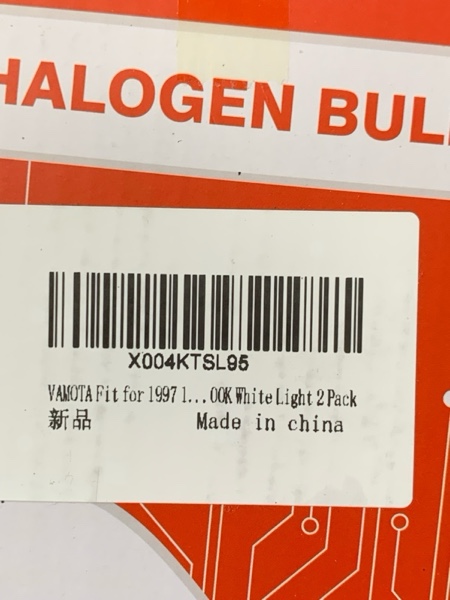 HALOGEN BUL
X004KTSL95
VAMOTA Fit for 1997 1...00K White Light 2 Pack
新品 Made in china